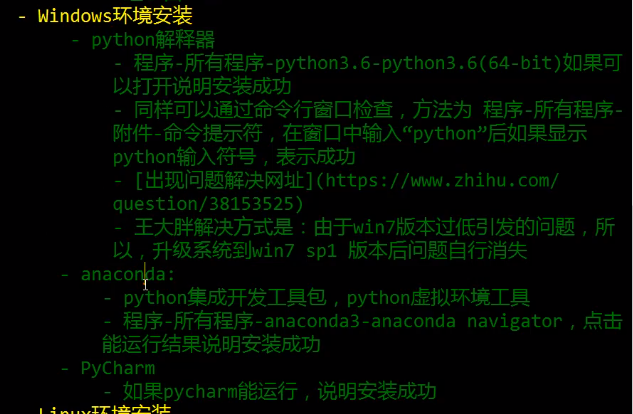 - Windows环境安装
- python解释器
- 程序-所有程序-python3.6-python3.6(64-bit)如果可
以打开说明安装成功
- 同样可以通过命令行窗口检查，方法为 程序-所有程序-
附件-命令提示符，在窗口中输入“python”后如果显示
python输入符号，表示成功
- [出现问题解决网址](https://www.zhihu.com/
question/38153525)
- 王大胖解决方式是：由于win7版本过低引发的问题，所
以，升级系统到win7 sp1 版本后问题自行消失
- anaconda:
- python集成开发工具包，python虚拟环境工具
- 程序-所有程序-anaconda3-anaconda navigator，点击
能运行结果说明安装成功
- PyCharm
- 如果pycharm能运行，说明安装成功
- Linux环境安装